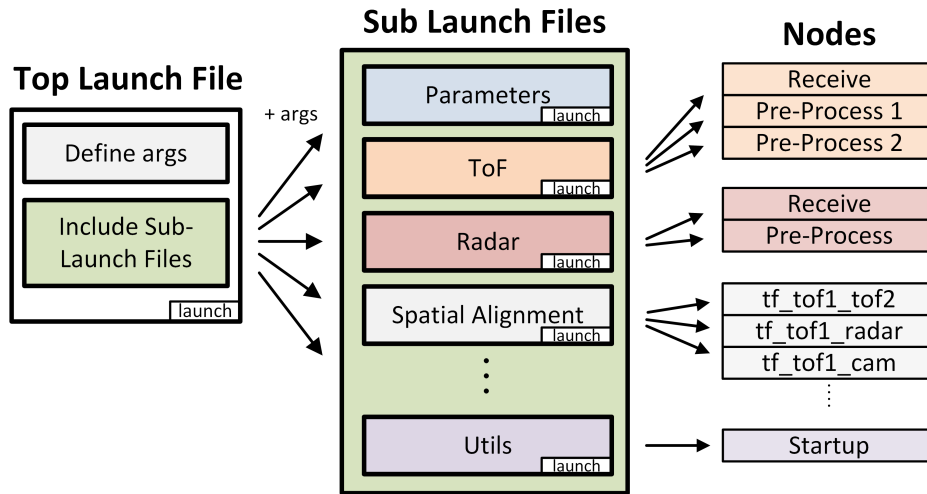 Top Launch File
Define args
Include Sub-
Launch Files
launch
+ args
Sub Launch Files
Parameters
launch
ToF
launch
Radar
launch
Spatial Alignment
launch
Utils
launch
Nodes
Receive
Pre-Process 1
Pre-Process 2
Receive
Pre-Process
tf_tof1_tof2
tf_tof1_radar
tf_tof1_cam
Startup